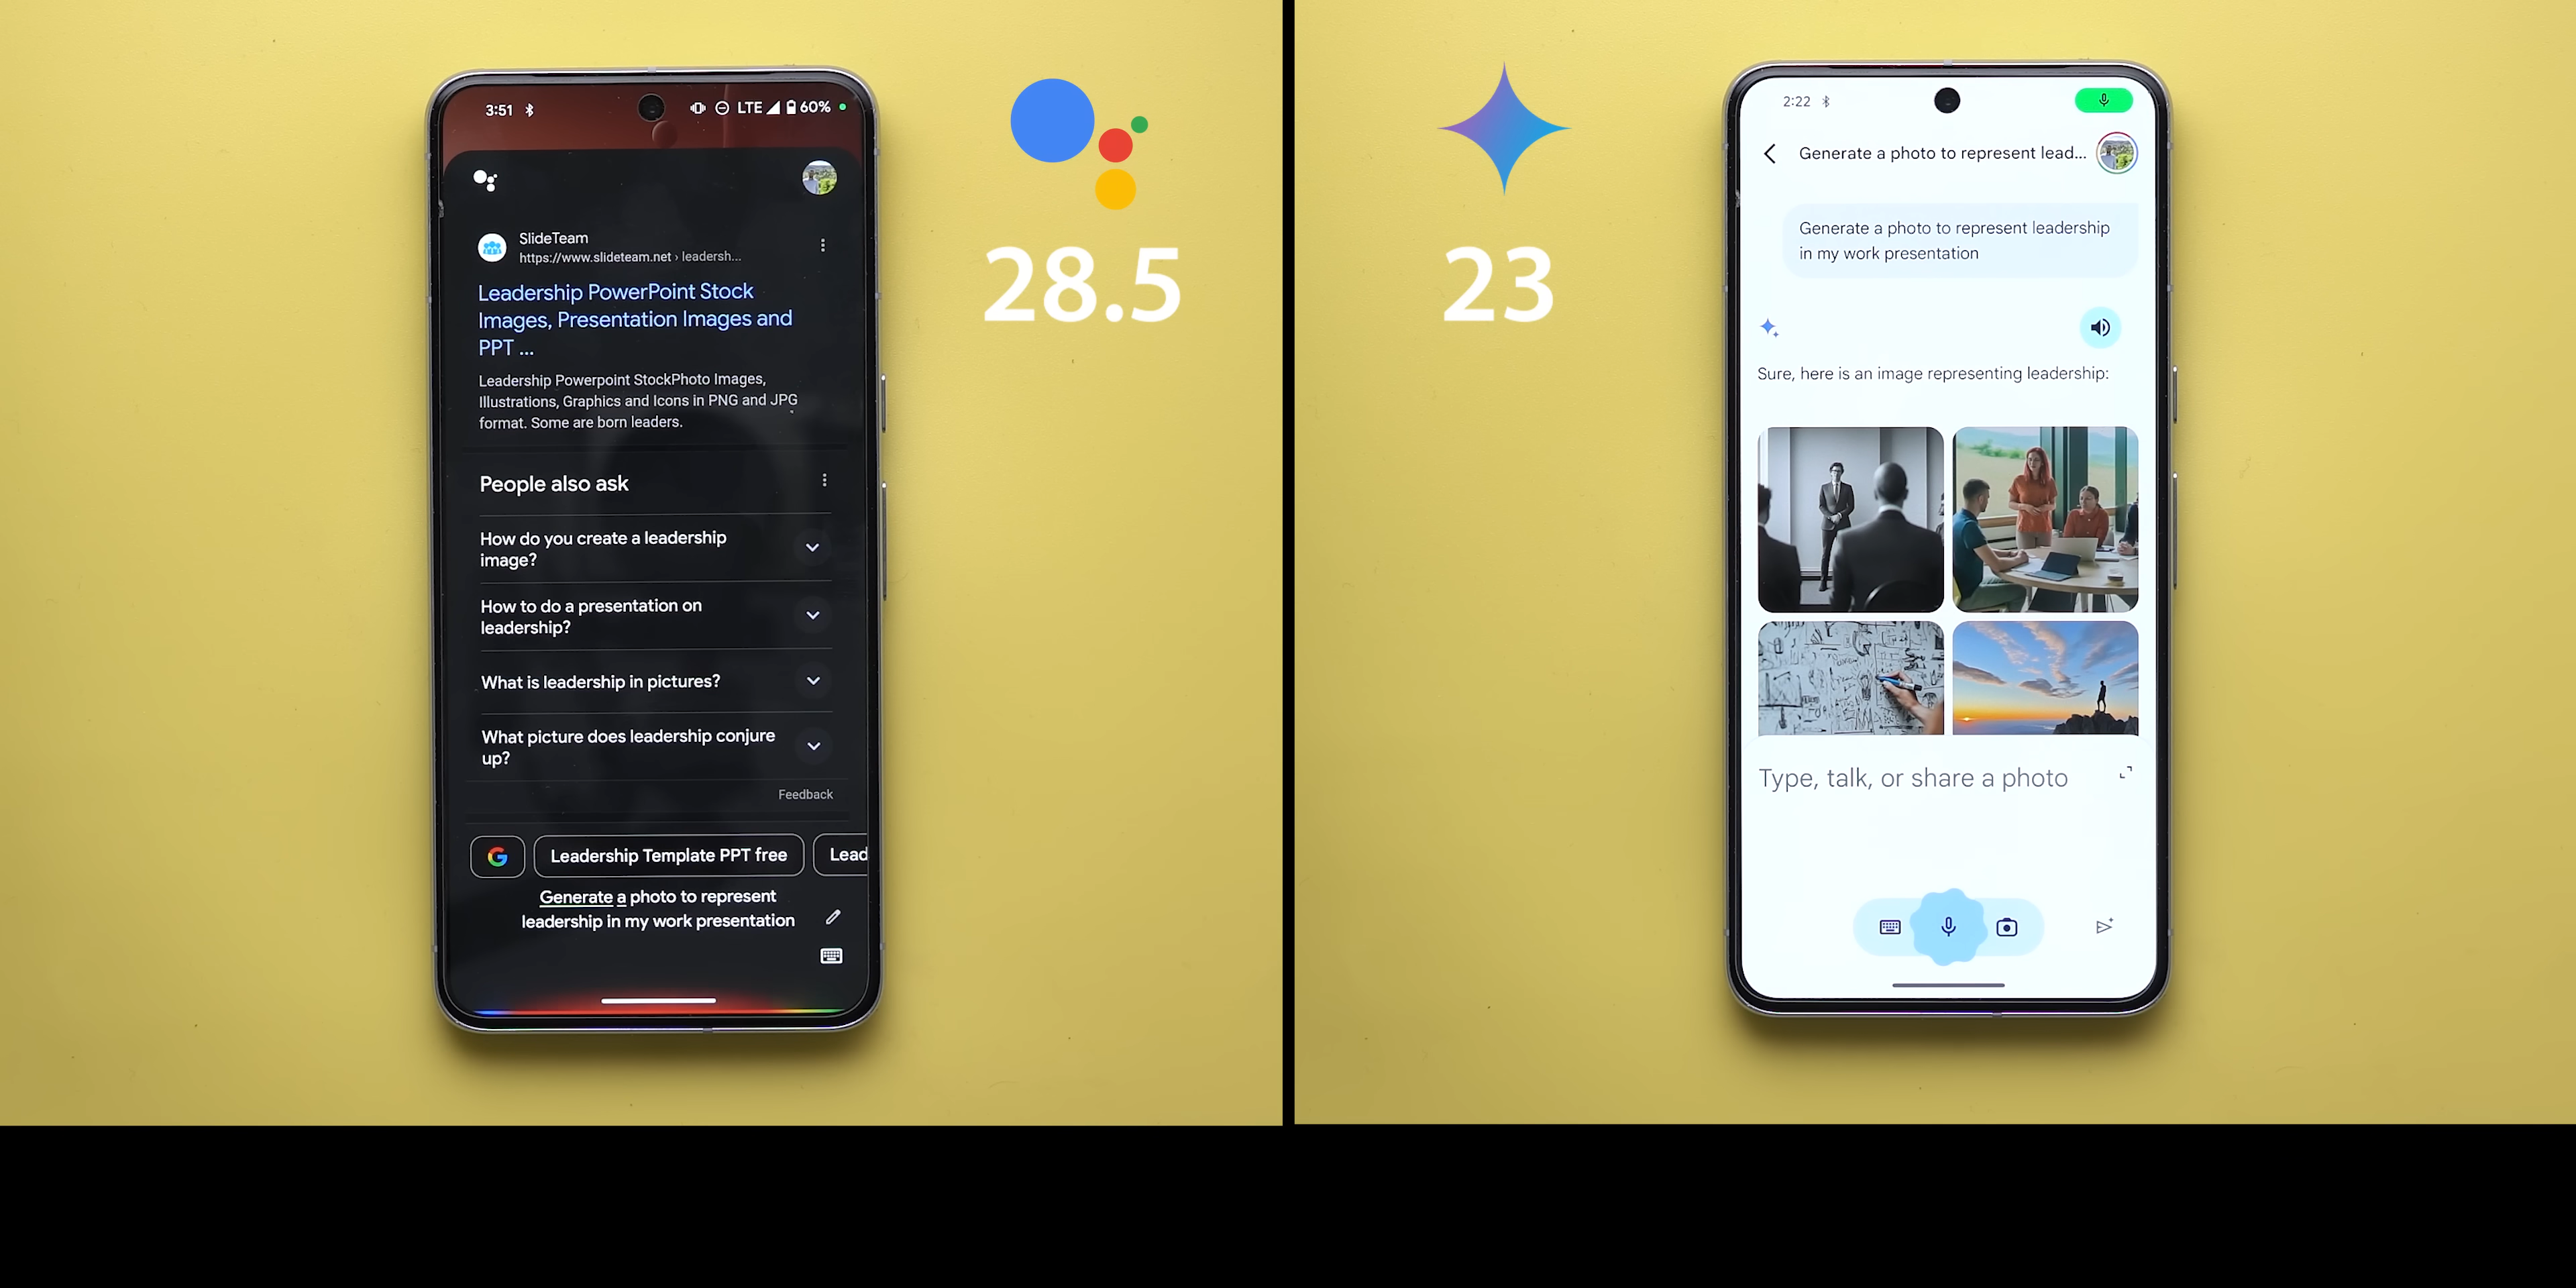 3:51
LTE 60%
SlideTeam
https://www.slideteam.net › leadersh...
Leadership PowerPoint Stock
Images, Presentation Images and
PPT ...
Leadership Powerpoint StockPhoto Images,
Illustrations, Graphics and Icons in PNG and JPG
format. Some are born leaders.
People also ask
How do you create a leadership
image?
How to do a presentation on
leadership?
What is leadership in pictures?
What picture does leadership conjure
up?
Feedback
G
Leadership Template PPT free
Lead
Generate a photo to represent
leadership in my work presentation
28.5
23
2:22
Generate a photo to represent lead...
Generate a photo to represent leadership
in my work presentation
Sure, here is an image representing leadership:
Type, talk, or share a photo